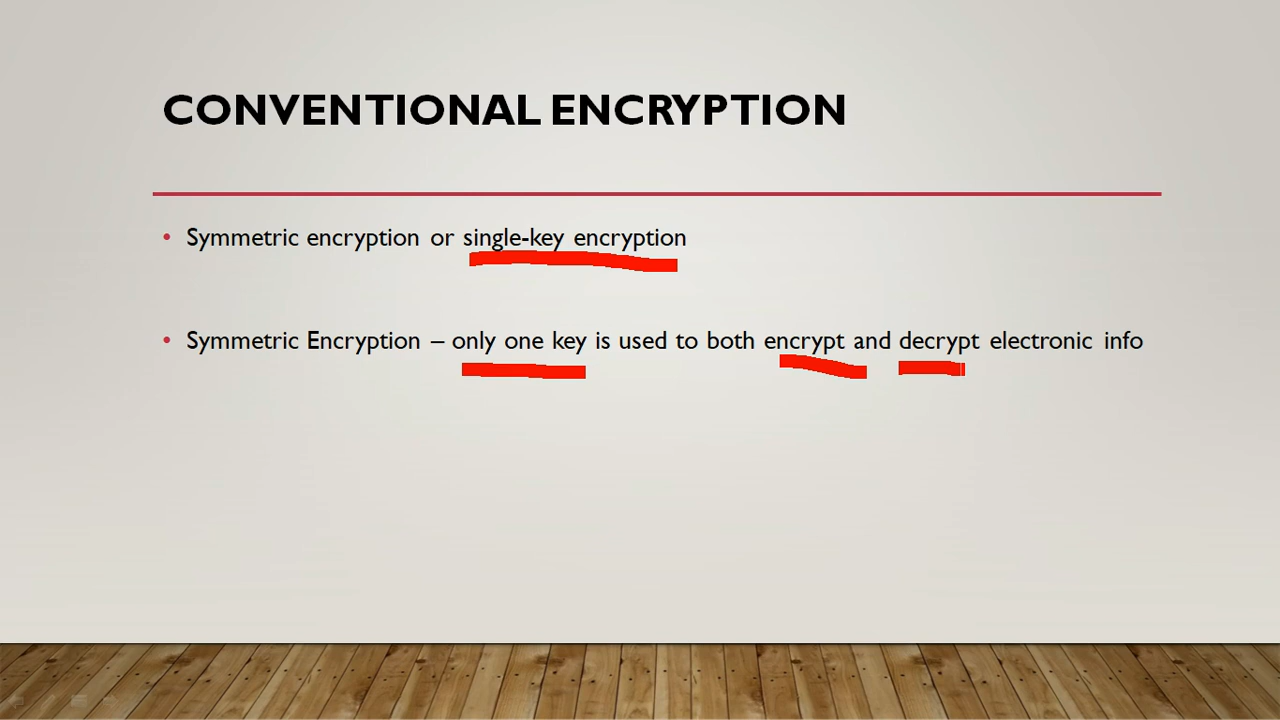 CONVENTIONAL ENCRYPTION
• Symmetric encryption or single-key encryption
• Symmetric Encryption – only one key is used to both encrypt and decrypt electronic info